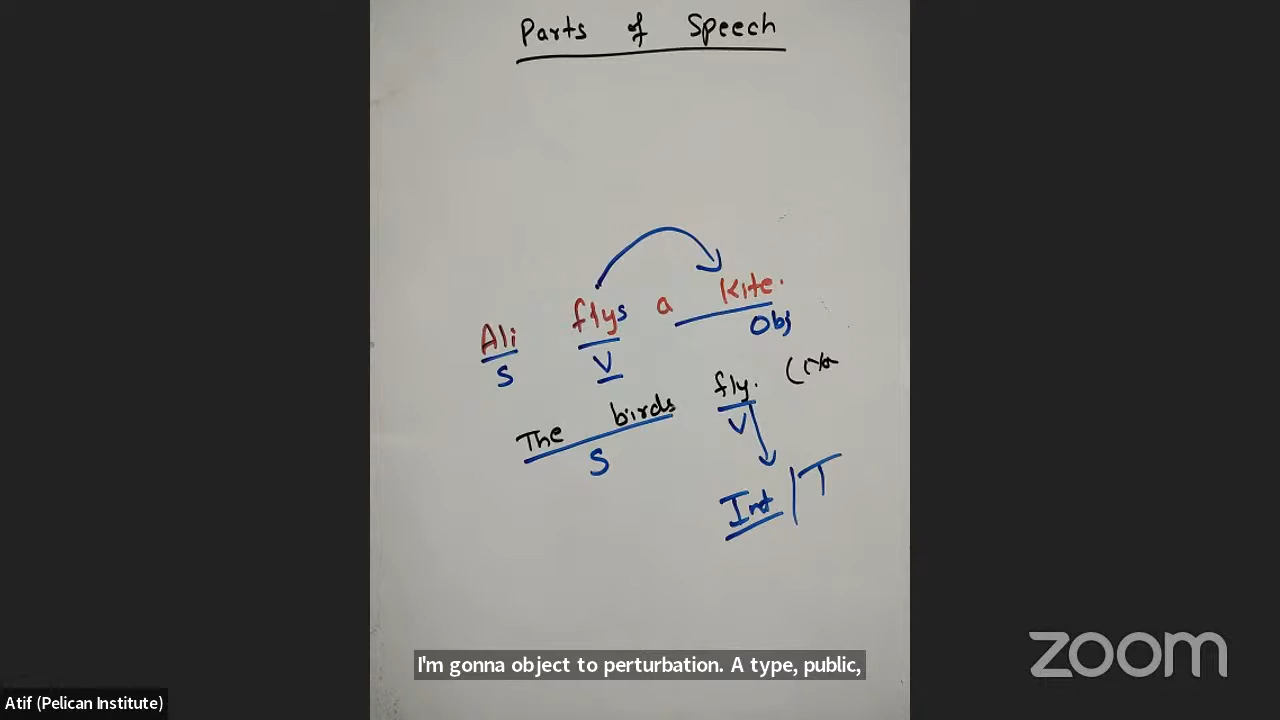 Parts of Speech
Ali flys a kite.
S V Obj
The birds fly.
S V
Int / T
I'm gonna object to perturbation. A type, public,
Atif (Pelican Institute)
zoom